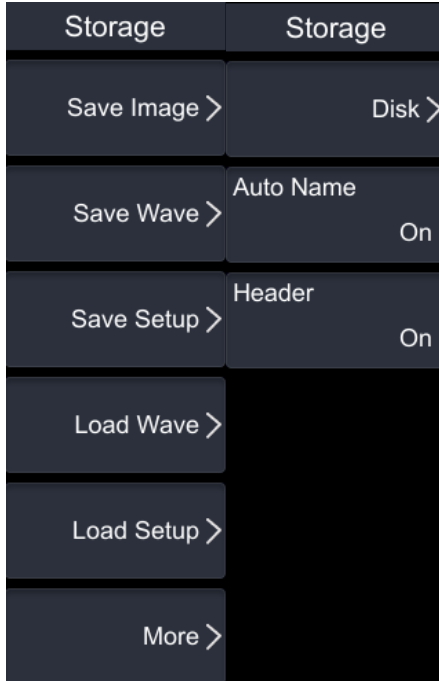 Storage
Save Image
Save Wave
Save Setup
Load Wave
Load Setup
More
Storage
Disk
Auto Name
On
Header
On